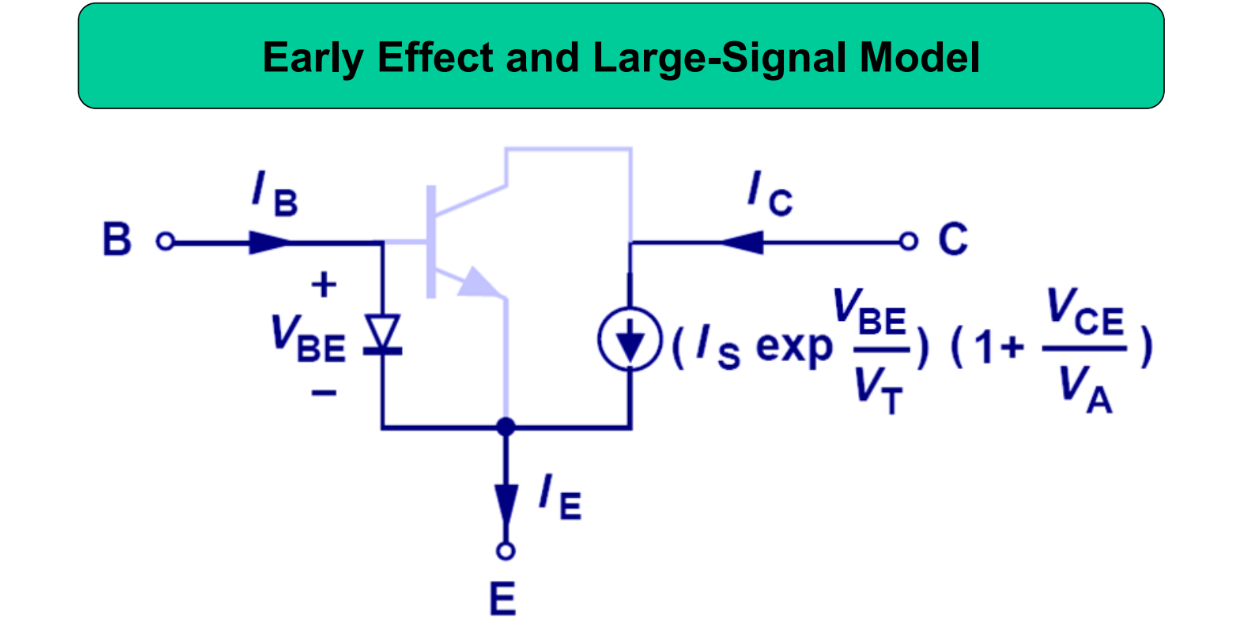 Early Effect and Large-Signal Model
I B
I C
B
C
+
V BE
−
( I S exp V BE / V T ) ( 1+ V CE / V A )
I E
E